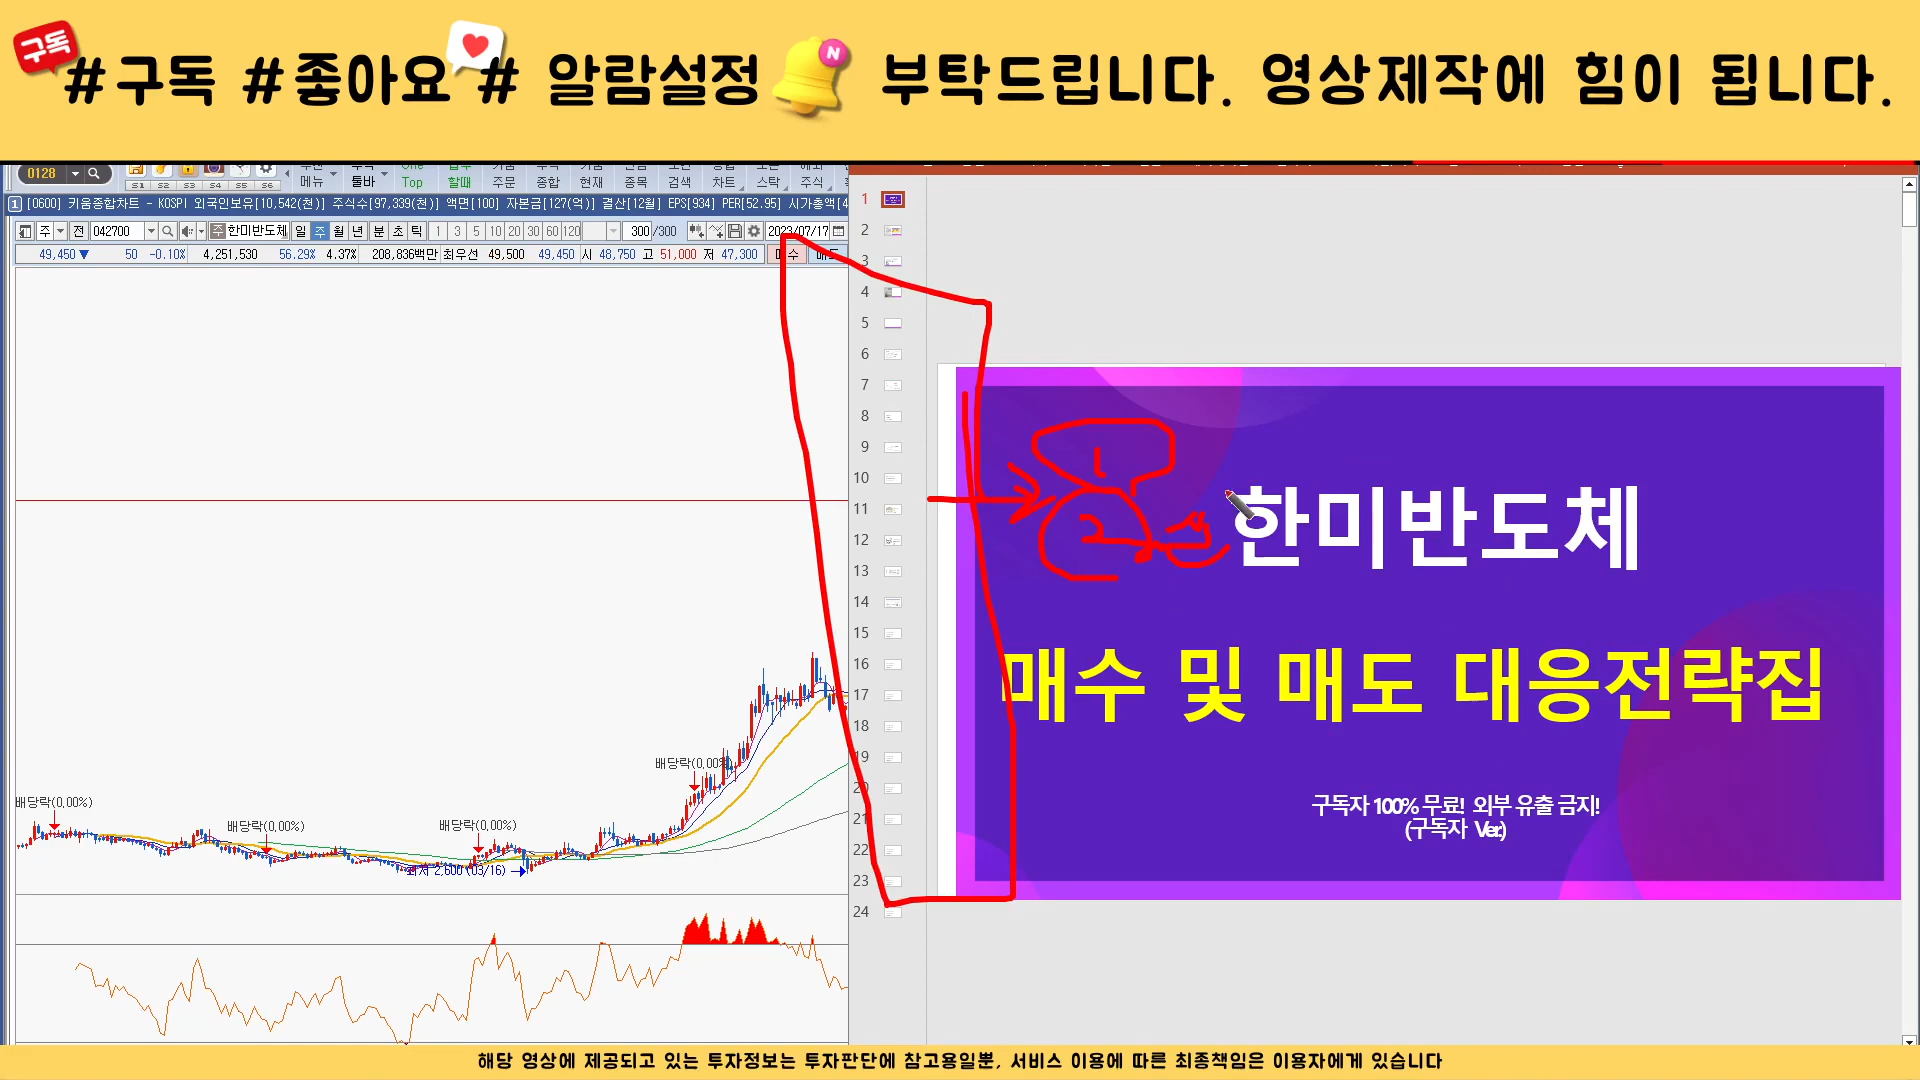 구독
#구독 #좋아요 # 알람설정 N 부탁드립니다. 영상제작에 힘이 됩니다.
0128
S1 S2 S3 S4 S5 S6
메뉴 툴바 Top 할때 주문 종합 현재 종목 검색 차트 스탁 주식
1 [0600] 키움종합차트 - KOSPI 외국인보유[10,542(천)] 주식수[97,339(천)] 액면[100] 자본금[127(억)] 결산[12월] EPS[934] PER[52.95] 시가총액[4
주 전 042700 주 한미반도체 일 주 월 년 분 초 틱 1 3 5 10 20 30 60 120 300 /300 2023/07/17
49,450 ▼ 50 -0.10% 4,251,530 56.29% 4.37% 208,836백만 최우선 49,500 49,450 시 48,750 고 51,000 저 47,300 매수 매도
배당락(0.00%)
배당락(0.00%)
배당락(0.00%)
배당락(0.00%
최저 2,600 (03/16)
1
2
3
4
5
6
7
8
9
10
11
12
13
14
15
16
17
18
19
20
21
22
23
24
1
2
한미반도체
매수 및 매도 대응전략집
구독자 100% 무료! 외부 유출 금지!
(구독자 Ver.)
해당 영상에 제공되고 있는 투자정보는 투자판단에 참고용일뿐, 서비스 이용에 따른 최종책임은 이용자에게 있습니다